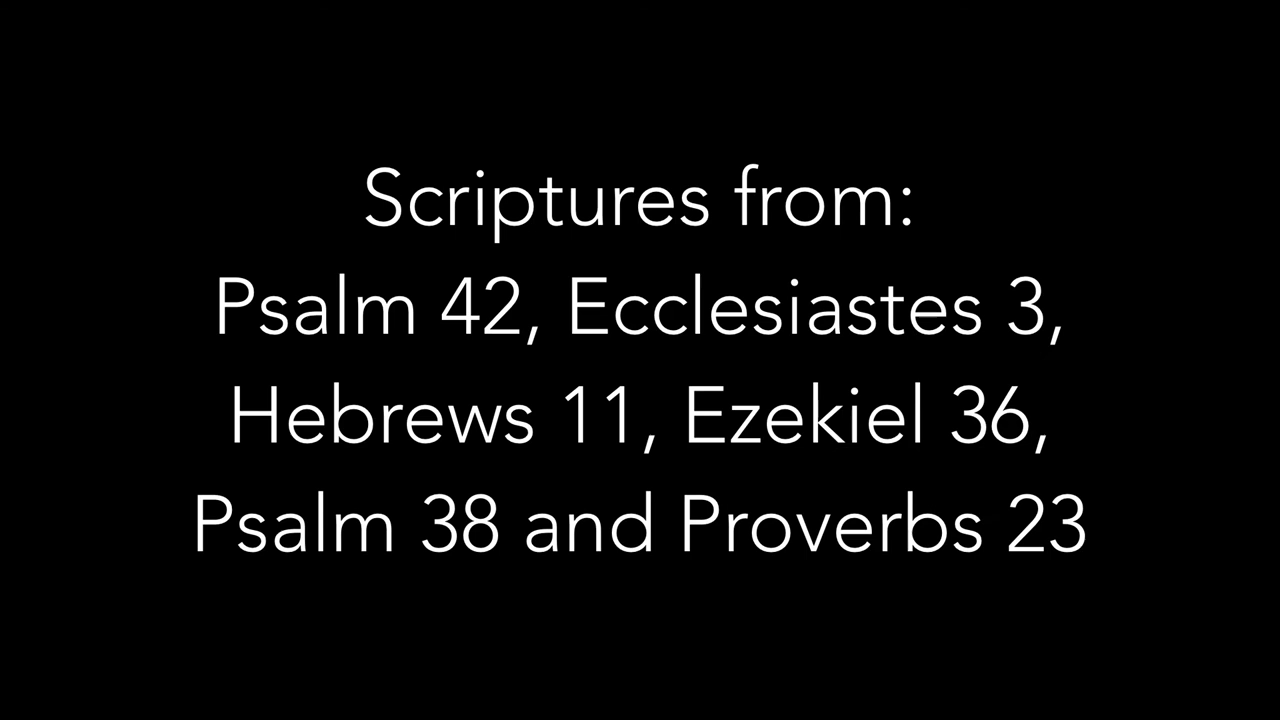 Scriptures from:
Psalm 42, Ecclesiastes 3,
Hebrews 11, Ezekiel 36,
Psalm 38 and Proverbs 23